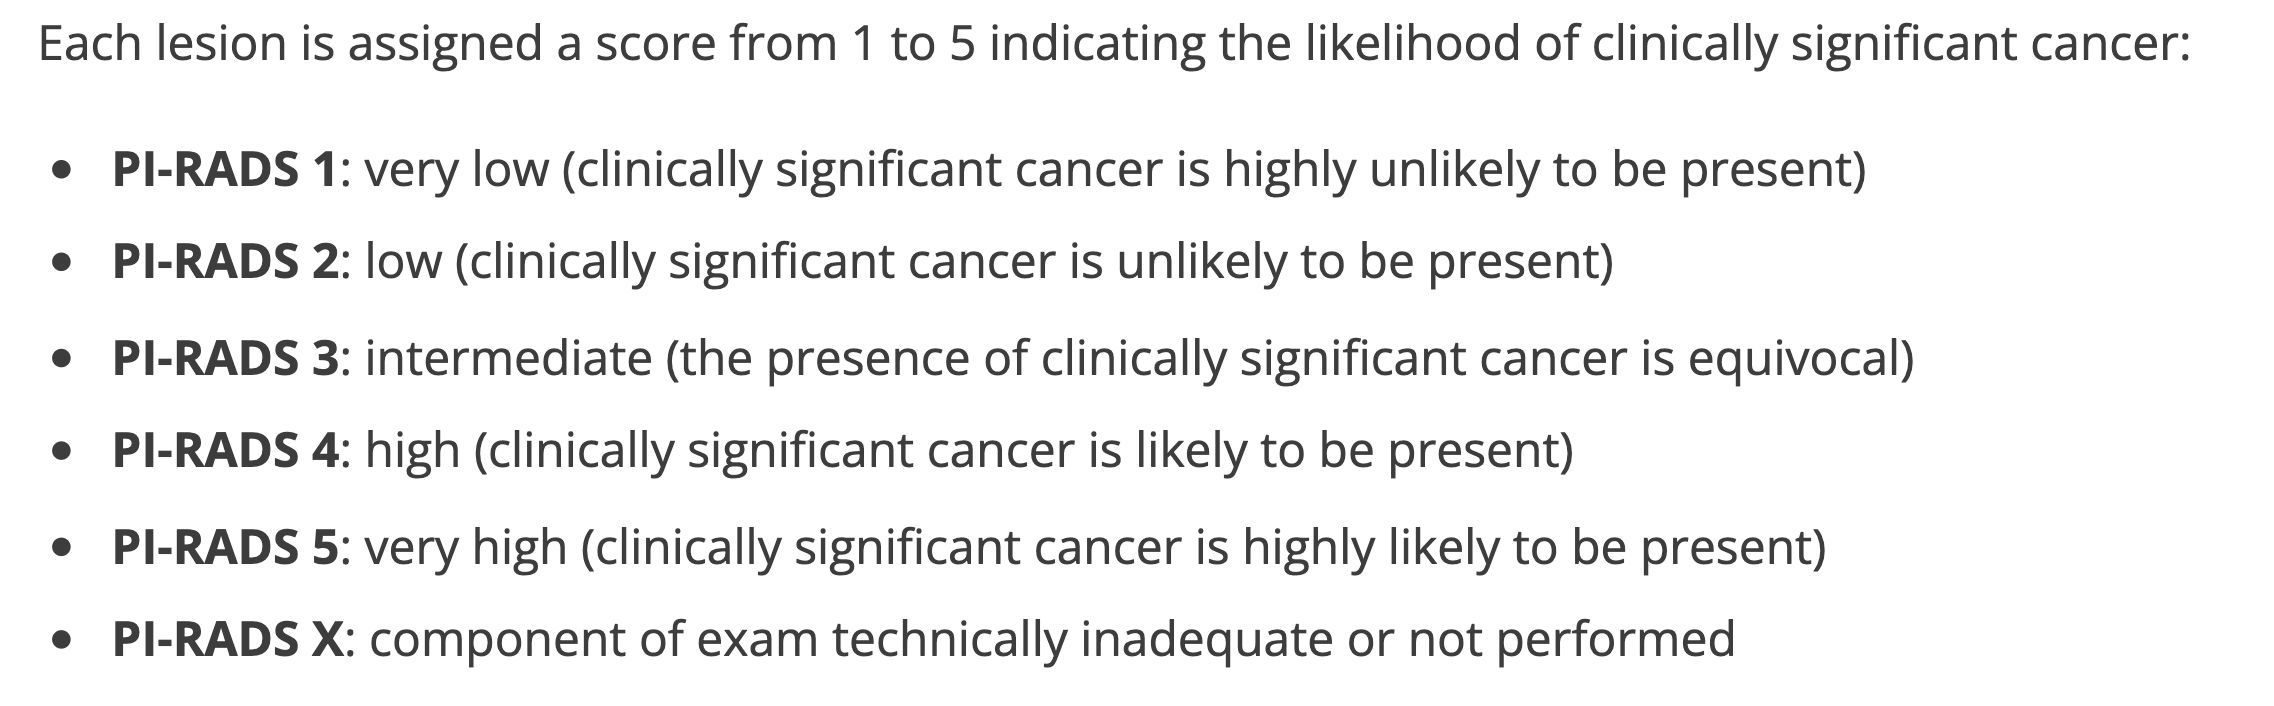 Each lesion is assigned a score from 1 to 5 indicating the likelihood of clinically significant cancer:
• PI-RADS 1: very low (clinically significant cancer is highly unlikely to be present)
• PI-RADS 2: low (clinically significant cancer is unlikely to be present)
• PI-RADS 3: intermediate (the presence of clinically significant cancer is equivocal)
• PI-RADS 4: high (clinically significant cancer is likely to be present)
• PI-RADS 5: very high (clinically significant cancer is highly likely to be present)
• PI-RADS X: component of exam technically inadequate or not performed